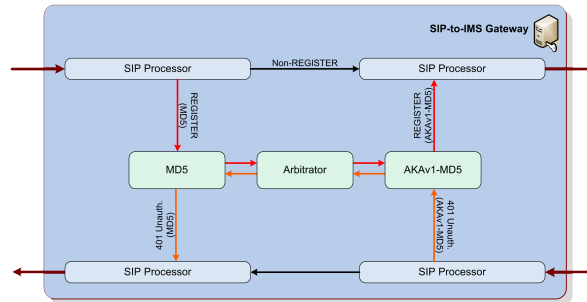 SIP-to-IMS Gateway
SIP Processor
Non-REGISTER
SIP Processor
REGISTER
(MD5)
REGISTER
(AKAv1-MD5)
MD5
Arbitrator
AKAv1-MD5
401 Unauth.
(MD5)
401 Unauth.
(AKAv1-MD5)
SIP Processor
SIP Processor